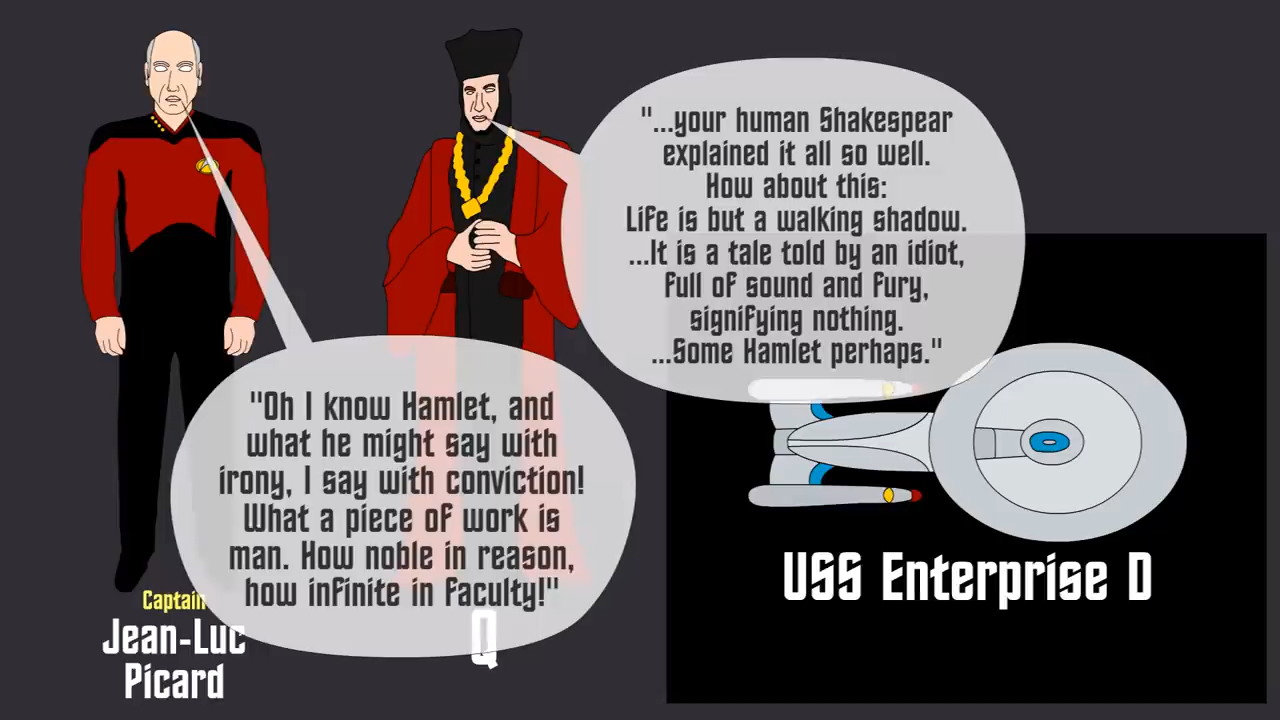 "...your human Shakespear
explained it all so well.
How about this:
Life is but a walking shadow.
...It is a tale told by an idiot,
full of sound and fury,
signifying nothing.
...Some Hamlet perhaps."
"Oh I know Hamlet, and
what he might say with
irony, I say with conviction!
What a piece of work is
man. How noble in reason,
how infinite in faculty!"
Captain
Jean-Luc
Picard
Q
USS Enterprise D